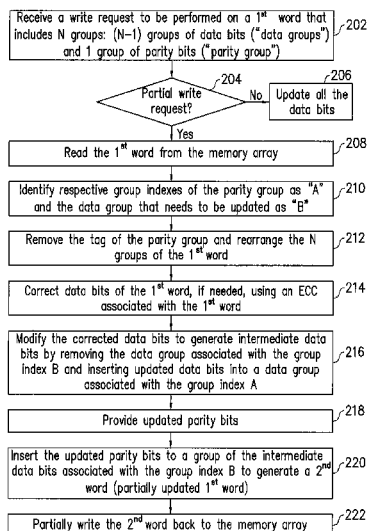 Receive a write request to be performed on a 1st word that
includes N groups: (N-1) groups of data bits ("data groups")
and 1 group of parity bits ("parity group")
202
204
Partial write
request?
No
206
Update all the
data bits
Yes
Read the 1st word from the memory array
208
Identify respective group indexes of the parity group as "A"
and the data group that needs to be updated as "B"
210
Remove the tag of the parity group and rearrange the N
groups of the 1st word
212
Correct data bits of the 1st word, if needed, using an ECC
associated with the 1st word
214
Modify the corrected data bits to generate intermediate data
bits by removing the data group associated with the group
index B and inserting updated data bits into a data group
associated with the group index A
216
Provide updated parity bits
218
Insert the updated parity bits to a group of the intermediate
data bits associated with the group index B to generate a 2nd
word (partially updated 1st word)
220
Partially write the 2nd word back to the memory array
222